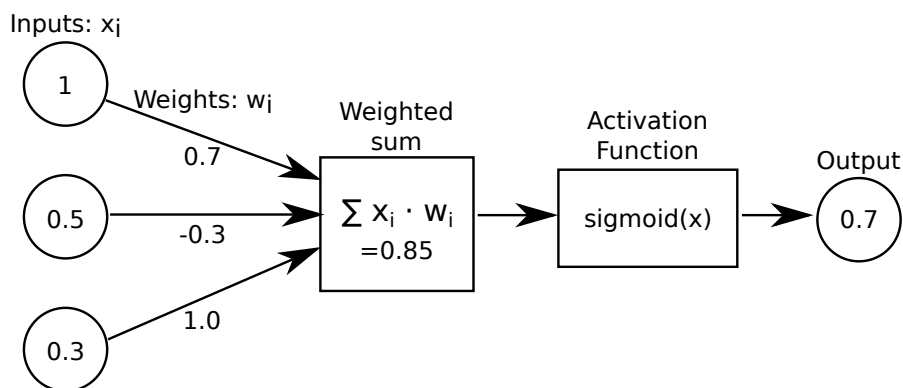 Inputs: xi
1
Weights: wi
0.7
0.5
-0.3
0.3
1.0
Weighted
sum
∑ xi · wi
=0.85
Activation
Function
sigmoid(x)
Output
0.7